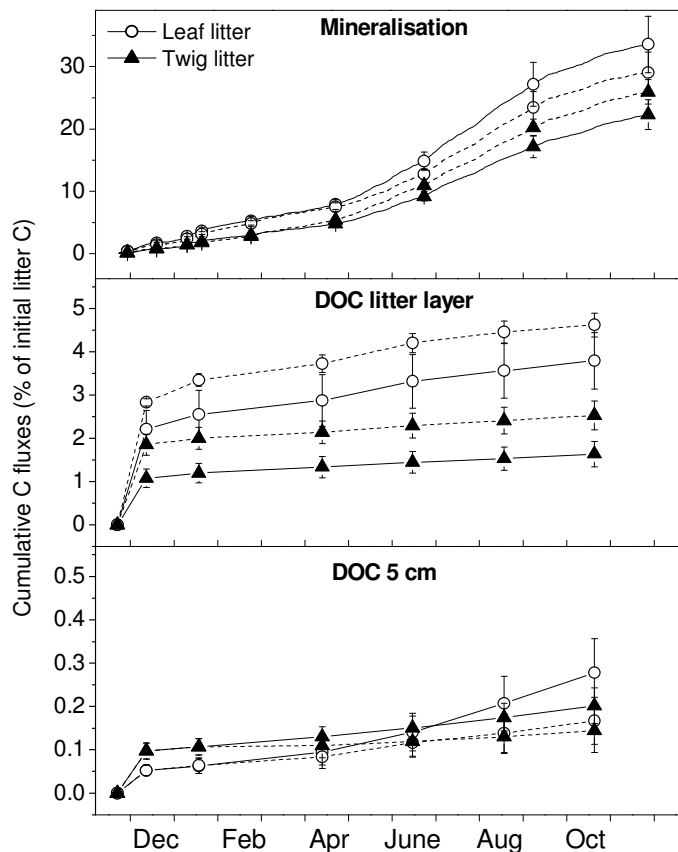 Mineralisation
Leaf litter
Twig litter
30
20
10
0
DOC litter layer
5
4
3
2
1
0
DOC 5 cm
0.5
0.4
0.3
0.2
0.1
0.0
Dec Feb Apr June Aug Oct
Cumulative C fluxes (% of initial litter C)